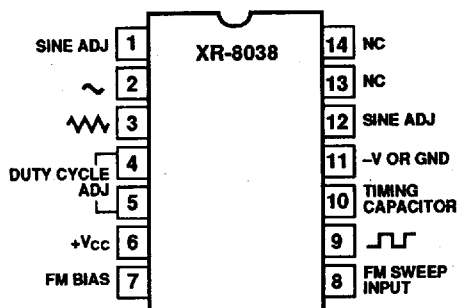 XR-8038
SINE ADJ 1
2
3
4
DUTY CYCLE
ADJ
5
+VCC 6
FM BIAS 7
14 NC
13 NC
12 SINE ADJ
11 –V OR GND
10 TIMING
CAPACITOR
9
8 FM SWEEP
INPUT